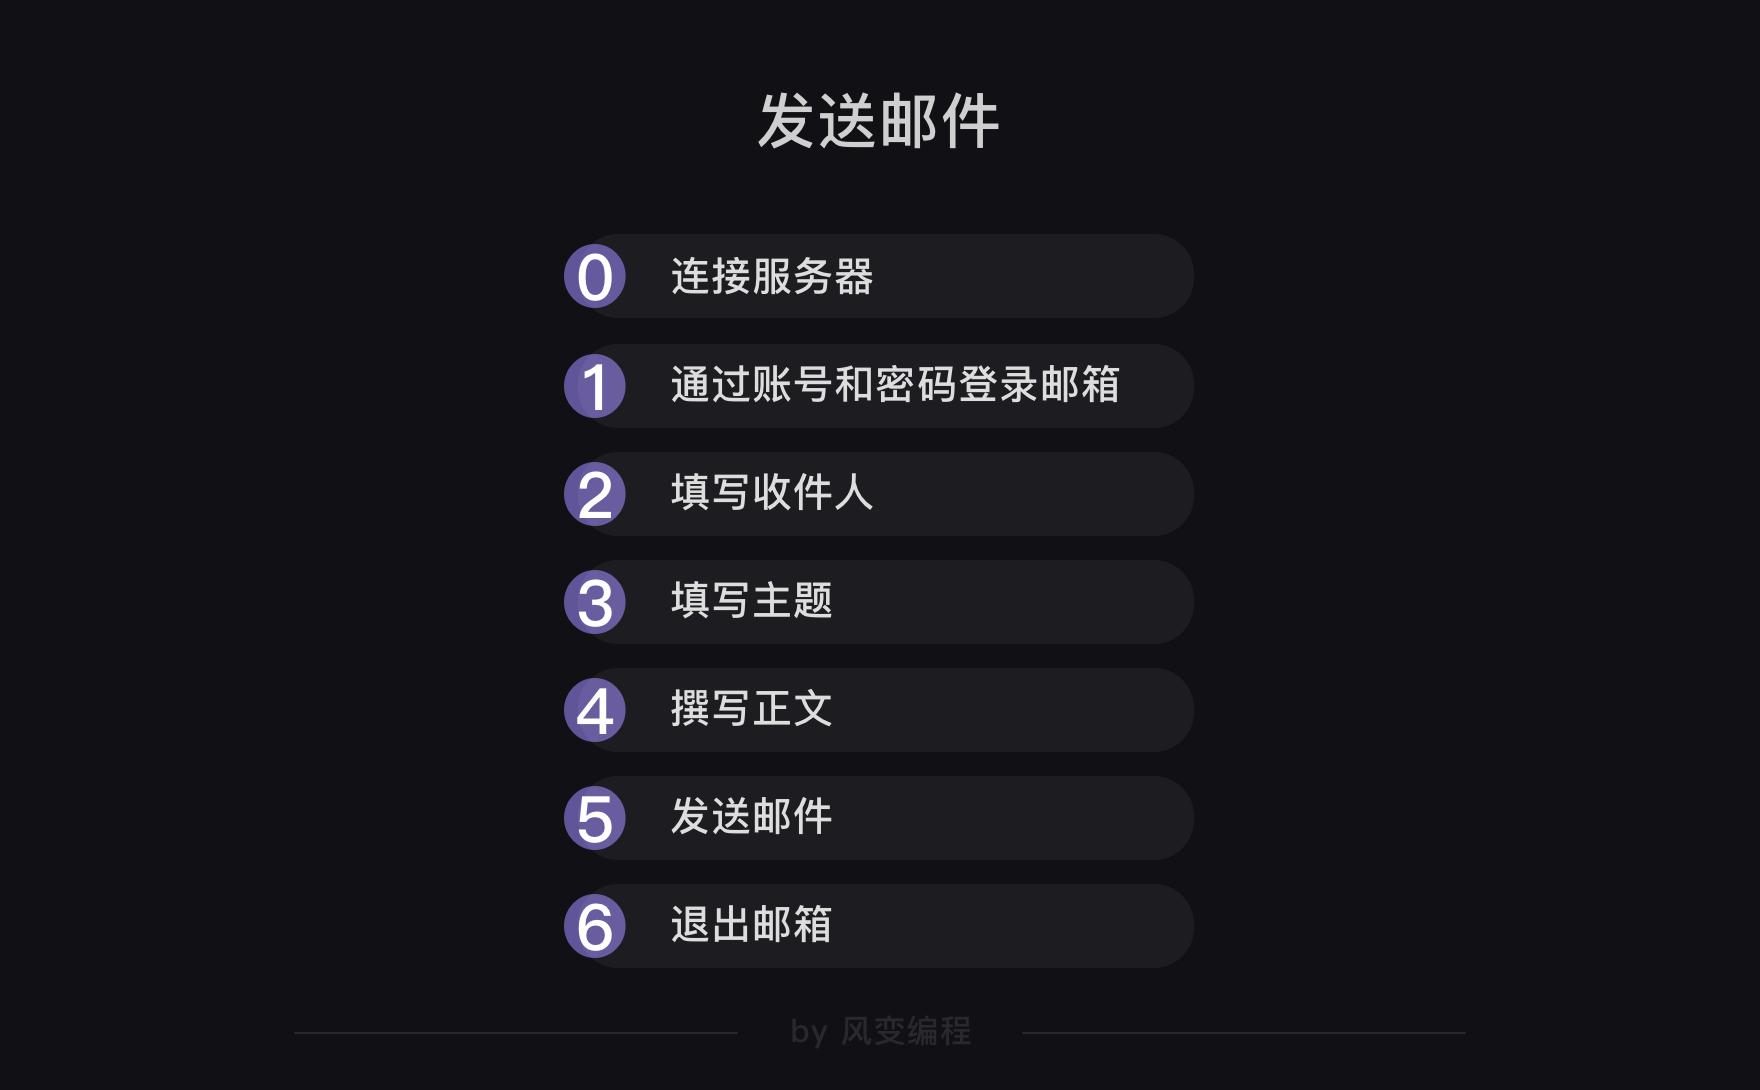 发送邮件
0 连接服务器
1 通过账号和密码登录邮箱
2 填写收件人
3 填写主题
4 撰写正文
5 发送邮件
6 退出邮箱
by 风变编程